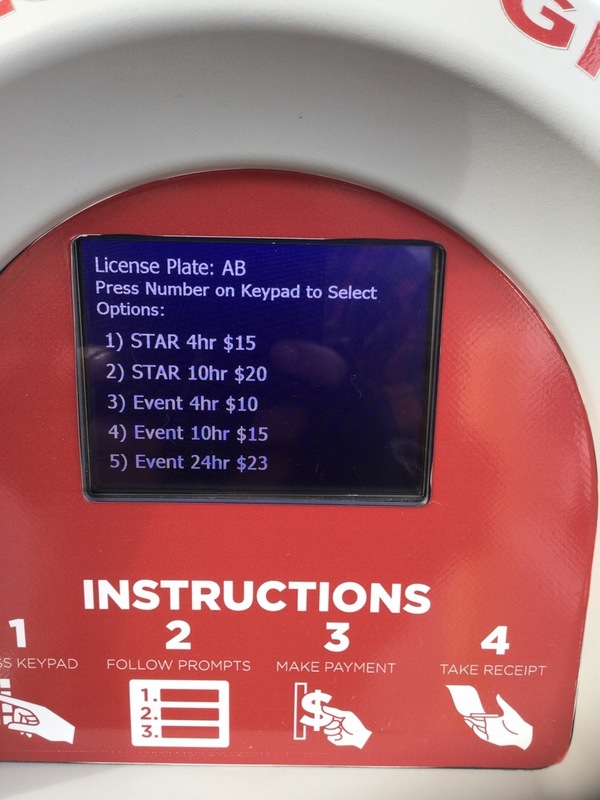 License Plate: AB
Press Number on Keypad to Select
Options:
1) STAR 4hr $15
2) STAR 10hr $20
3) Event 4hr $10
4) Event 10hr $15
5) Event 24hr $23
INSTRUCTIONS
1 2 3 4
KEYPAD FOLLOW PROMPTS MAKE PAYMENT TAKE RECEIPT
1.
2.
3.
$